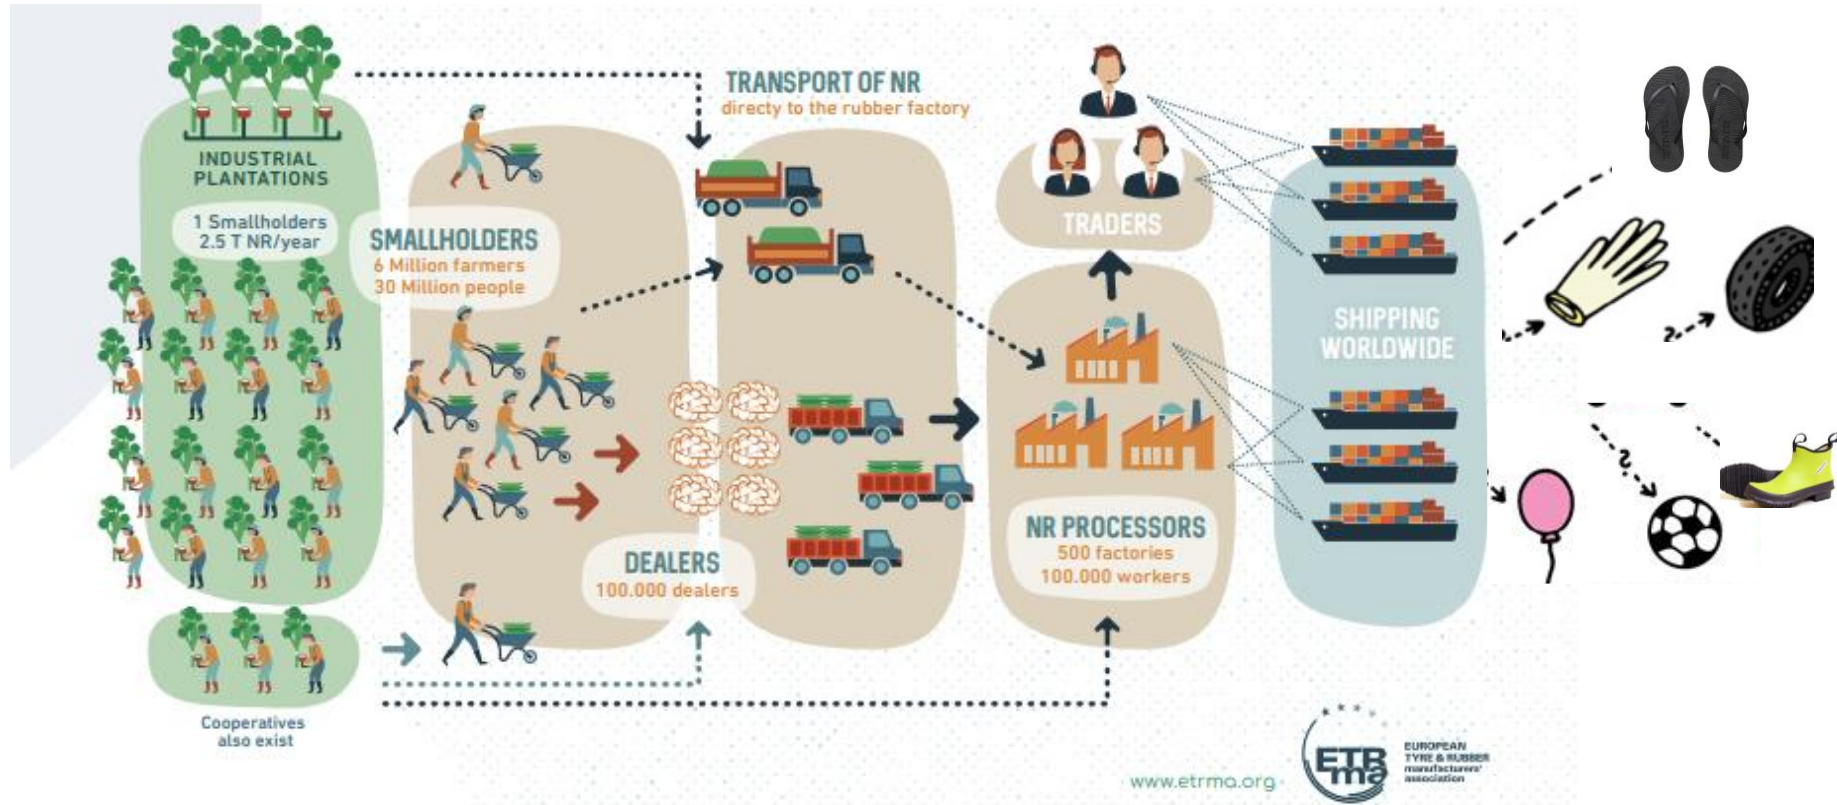 INDUSTRIAL
PLANTATIONS
1 Smallholders
2.5 T NR/year
SMALLHOLDERS
6 Million farmers
30 Million people
DEALERS
100.000 dealers
Cooperatives
also exist
TRANSPORT OF NR
directy to the rubber factory
TRADERS
NR PROCESSORS
500 factories
100.000 workers
SHIPPING
WORLDWIDE
www.etrma.org
ETR
ma
EUROPEAN
TYRE & RUBBER
manufacturers'
association